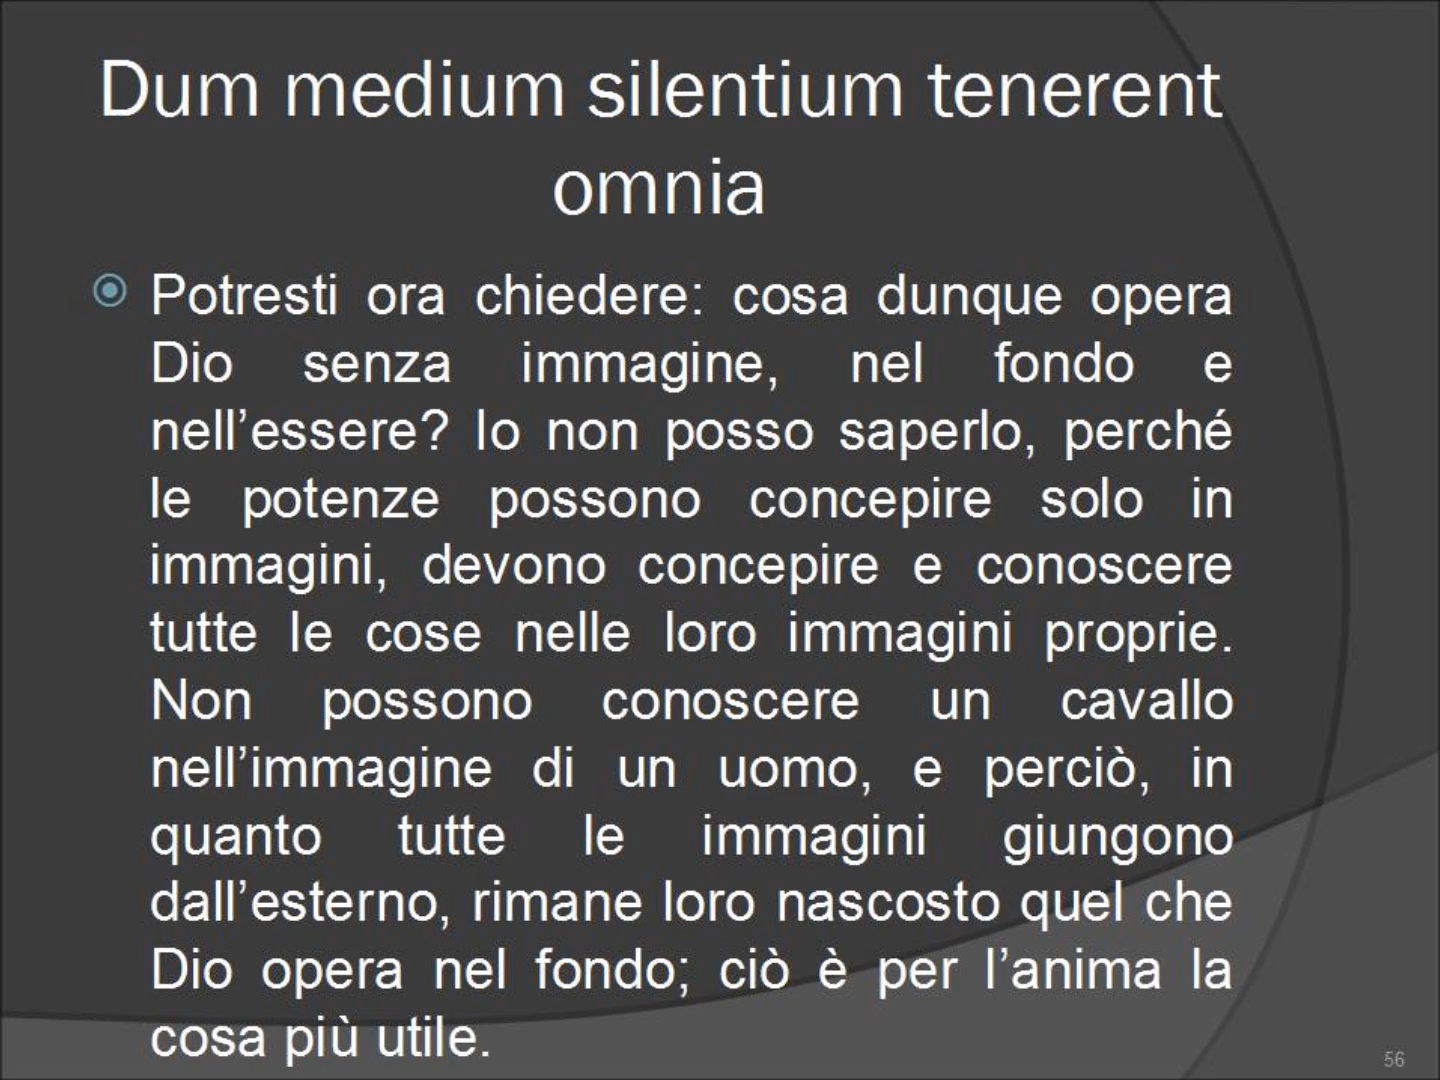 Dum medium silentium tenerent
omnia
Potresti ora chiedere: cosa dunque opera
Dio senza immagine, nel fondo e
nell’essere? Io non posso saperlo, perché
le potenze possono concepire solo in
immagini, devono concepire e conoscere
tutte le cose nelle loro immagini proprie.
Non possono conoscere un cavallo
nell’immagine di un uomo, e perciò, in
quanto tutte le immagini giungono
dall’esterno, rimane loro nascosto quel che
Dio opera nel fondo; ciò è per l’anima la
cosa più utile.
56